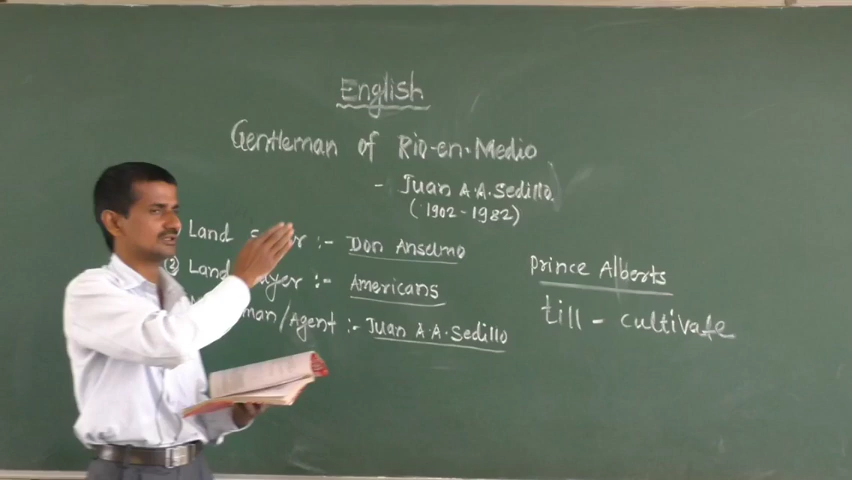 English
Gentleman of Rio-en-Medio
- Juan A.A. Sedillo
(1902-1982)
Land :- Don Anselmo
(2) Land :- Americans
/Agent :- Juan A.A. Sedillo
Prince Alberts
till - cultivate